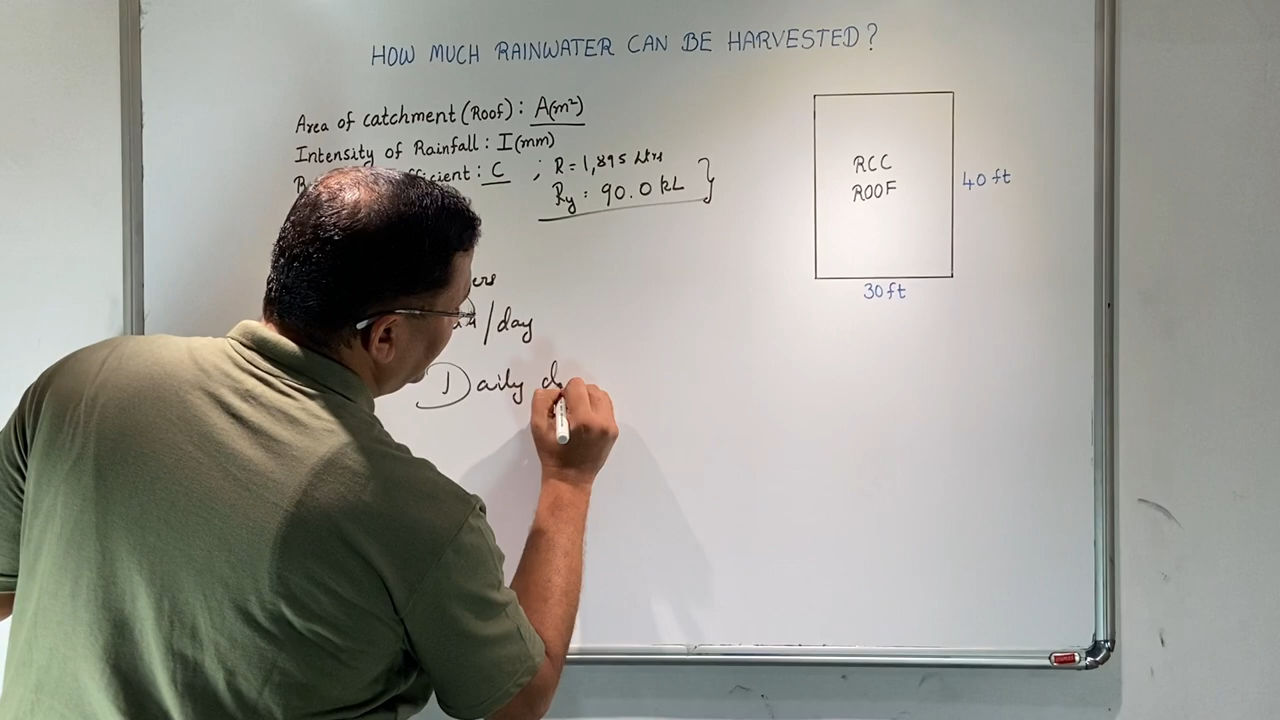 HOW MUCH RAINWATER CAN BE HARVESTED?
Area of catchment (Roof) : A(m²)
Intensity of Rainfall : I(mm)
: C ; R = 1,895 Ltrs
Ry : 90.0 kL
RCC
ROOF
40 ft
30 ft
/day
Daily